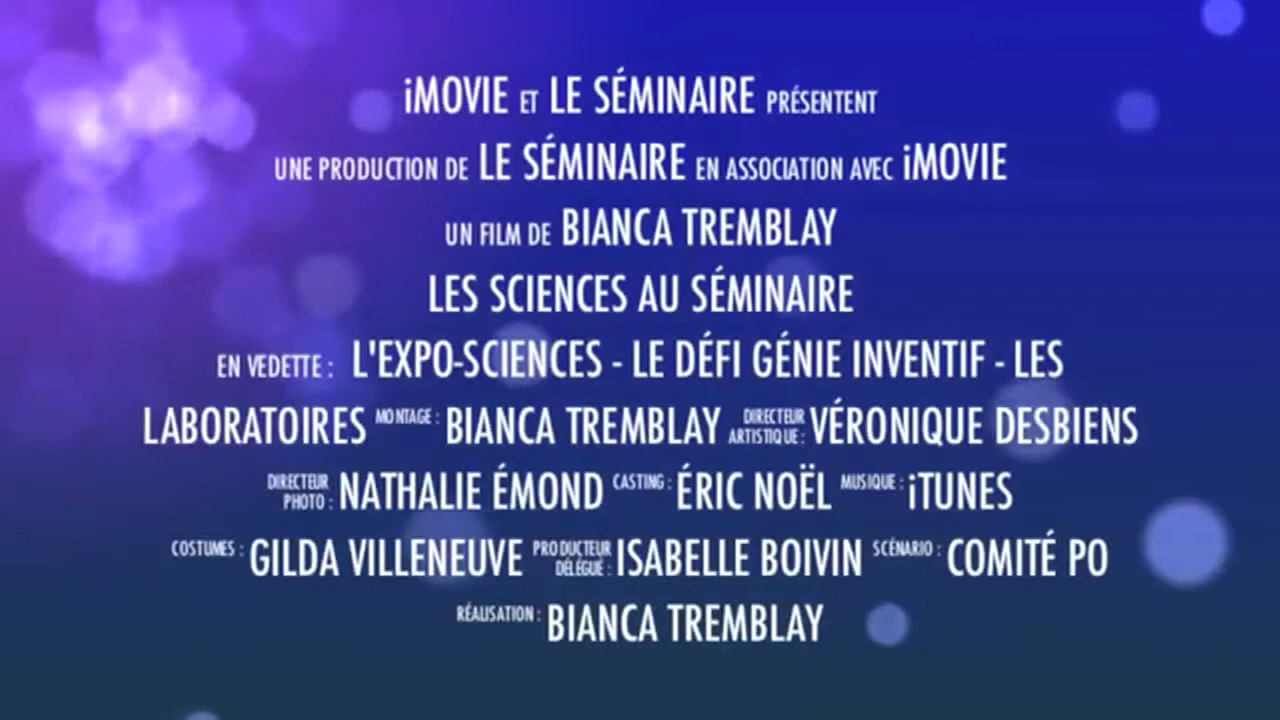 iMOVIE ET LE SÉMINAIRE PRÉSENTENT
UNE PRODUCTION DE LE SÉMINAIRE EN ASSOCIATION AVEC iMOVIE
UN FILM DE BIANCA TREMBLAY
LES SCIENCES AU SÉMINAIRE
EN VEDETTE : L'EXPO-SCIENCES - LE DÉFI GÉNIE INVENTIF - LES
LABORATOIRES MONTAGE : BIANCA TREMBLAY DIRECTEUR ARTISTIQUE : VÉRONIQUE DESBIENS
DIRECTEUR PHOTO : NATHALIE ÉMOND CASTING : ÉRIC NOËL MUSIQUE : iTUNES
COSTUMES : GILDA VILLENEUVE PRODUCTEUR DÉLÉGUÉ : ISABELLE BOIVIN SCÉNARIO : COMITÉ PO
RÉALISATION : BIANCA TREMBLAY